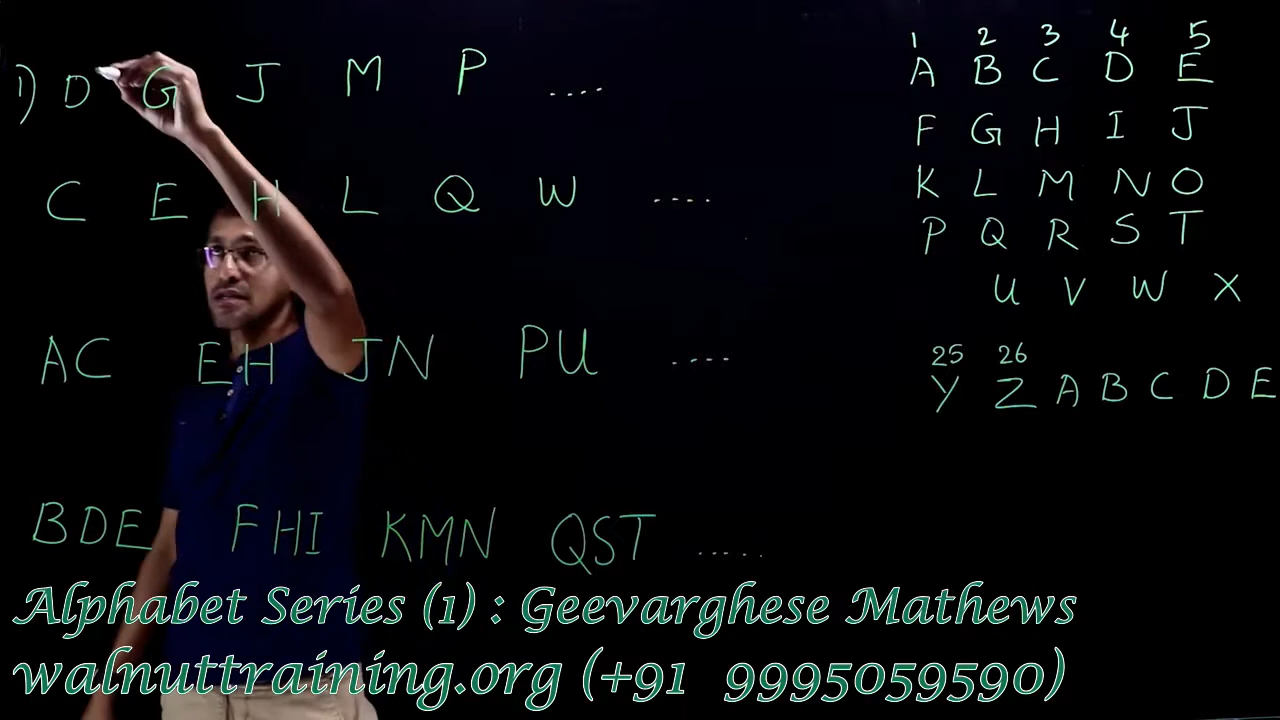 1) D G J M P ....
C E H L Q W ....
AC EH JN PU ....
BDE FHI KMN QST .....
1 2 3 4 5
A B C D E
F G H I J
K L M N O
P Q R S T
U V W X
25 26
Y Z A B C D E
Alphabet Series (1) : Geevarghese Mathews
walnuttraining.org (+91 9995059590)